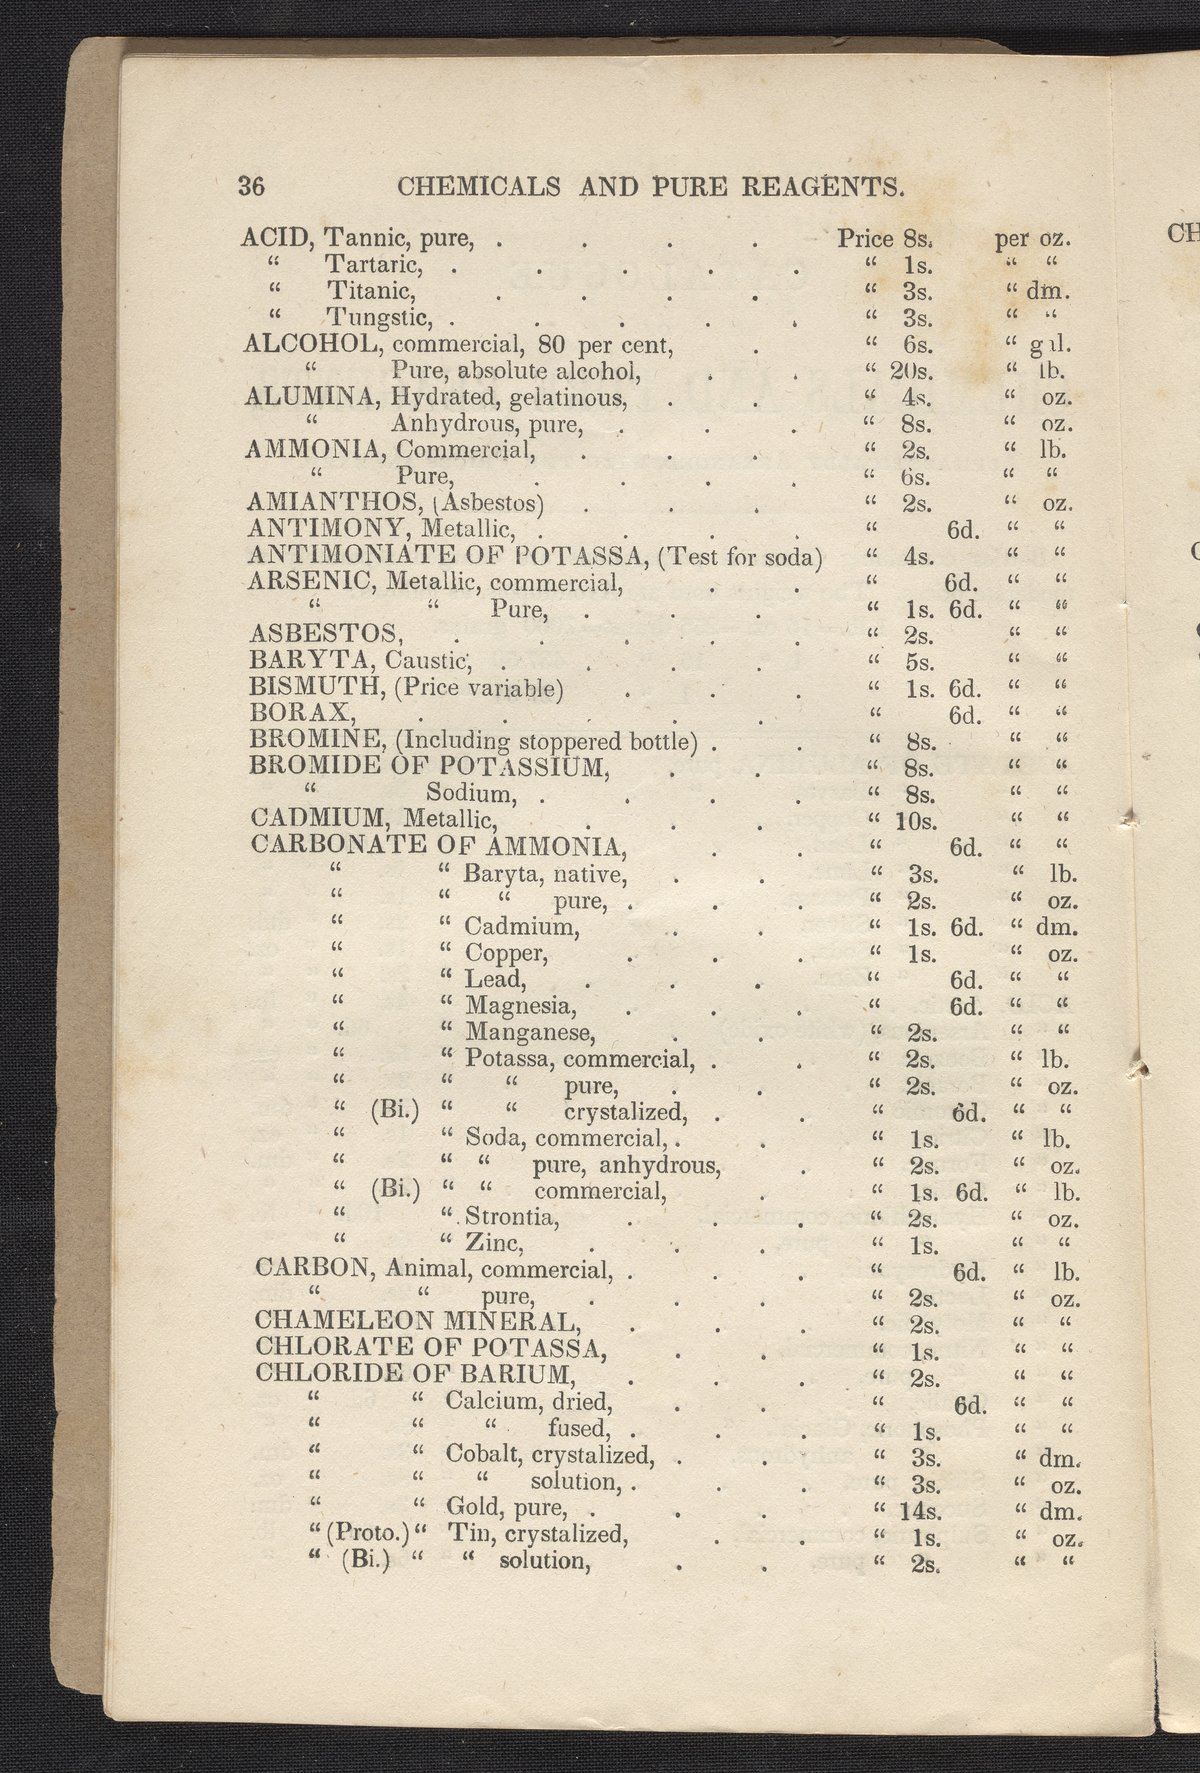 36 CHEMICALS AND PURE REAGENTS.
ACID, Tannic, pure, . . . . Price 8s. per oz.
“ Tartaric, . . . . . “ 1s. “ “
“ Titanic, . . . . “ 3s. “ dm.
“ Tungstic, . . . . . “ 3s. “ “
ALCOHOL, commercial, 80 per cent, . “ 6s. “ gal.
“ Pure, absolute alcohol, . . “ 20s. “ lb.
ALUMINA, Hydrated, gelatinous, . . “ 4s. “ oz.
“ Anhydrous, pure, . . . “ 8s. “ oz.
AMMONIA, Commercial, . . . “ 2s. “ lb.
“ Pure, . . . . “ 6s. “ “
AMIANTHOS, (Asbestos) . . . “ 2s. “ oz.
ANTIMONY, Metallic, . . . . “ 6d. “ “
ANTIMONIATE OF POTASSA, (Test for soda) “ 4s. “ “
ARSENIC, Metallic, commercial, . . “ 6d. “ “
“ “ Pure, . . . “ 1s. 6d. “ “
ASBESTOS, . . . . . “ 2s. “ “
BARYTA, Caustic, . . . . “ 5s. “ “
BISMUTH, (Price variable) . . . “ 1s. 6d. “ “
BORAX, . . . . . “ 6d. “ “
BROMINE, (Including stoppered bottle) . . “ 8s. “ “
BROMIDE OF POTASSIUM, . . “ 8s. “ “
“ Sodium, . . . . “ 8s. “ “
CADMIUM, Metallic, . . . “ 10s. “ “
CARBONATE OF AMMONIA, . . “ 6d. “ “
“ “ Baryta, native, . . “ 3s. “ lb.
“ “ “ pure, . . . “ 2s. “ oz.
“ “ Cadmium, . . “ 1s. 6d. “ dm.
“ “ Copper, . . . “ 1s. “ oz.
“ “ Lead, . . . “ 6d. “ “
“ “ Magnesia, . . . “ 6d. “ “
“ “ Manganese, . . “ 2s. “ “
“ “ Potassa, commercial, . . “ 2s. “ lb.
“ “ “ pure, . . “ 2s. “ oz.
“ (Bi.) “ “ crystalized, . . “ 6d. “ “
“ “ Soda, commercial, . . “ 1s. “ lb.
“ “ “ pure, anhydrous, . “ 2s. “ oz.
“ (Bi.) “ “ commercial, . “ 1s. 6d. “ lb.
“ “ Strontia, . . . “ 2s. “ oz.
“ “ Zinc, . . . “ 1s. “ “
CARBON, Animal, commercial, . . . “ 6d. “ lb.
“ “ pure, . . . “ 2s. “ oz.
CHAMELEON MINERAL, . . . “ 2s. “ “
CHLORATE OF POTASSA, . . “ 1s. “ “
CHLORIDE OF BARIUM, . . . “ 2s. “ “
“ “ Calcium, dried, . . “ 6d. “ “
“ “ “ fused, . . . “ 1s. “ “
“ “ Cobalt, crystalized, . . “ 3s. “ dm.
“ “ “ solution, . . . “ 3s. “ oz.
“ “ Gold, pure, . . . “ 14s. “ dm.
“ (Proto.) “ Tin, crystalized, . . “ 1s. “ oz.
“ (Bi.) “ “ solution, . . “ 2s. “ “
CH